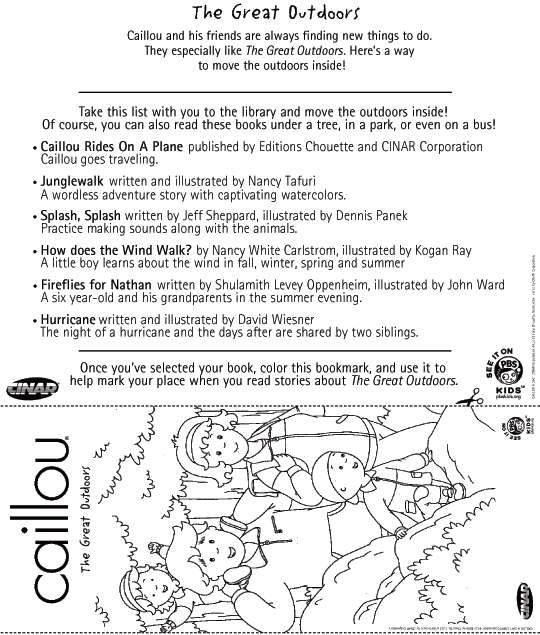 The Great Outdoors
Caillou and his friends are always finding new things to do.
They especially like The Great Outdoors. Here's a way
to move the outdoors inside!
Take this list with you to the library and move the outdoors inside!
Of course, you can also read these books under a tree, in a park, or even on a bus!
• Caillou Rides On A Plane published by Editions Chouette and CINAR Corporation
Caillou goes traveling.
• Junglewalk written and illustrated by Nancy Tafuri
A wordless adventure story with captivating watercolors.
• Splash, Splash written by Jeff Sheppard, illustrated by Dennis Panek
Practice making sounds along with the animals.
• How does the Wind Walk? by Nancy White Carlstrom, illustrated by Kogan Ray
A little boy learns about the wind in fall, winter, spring and summer
• Fireflies for Nathan written by Shulamith Levey Oppenheim, illustrated by John Ward
A six year-old and his grandparents in the summer evening.
• Hurricane written and illustrated by David Wiesner
The night of a hurricane and the days after are shared by two siblings.
Once you've selected your book, color this bookmark, and use it to
help mark your place when you read stories about The Great Outdoors.
CINAR
SEE IT ON
PBS
KIDS
pbskids.org
caillou
The Great Outdoors
SEE IT ON
PBS
KIDS
CINAR